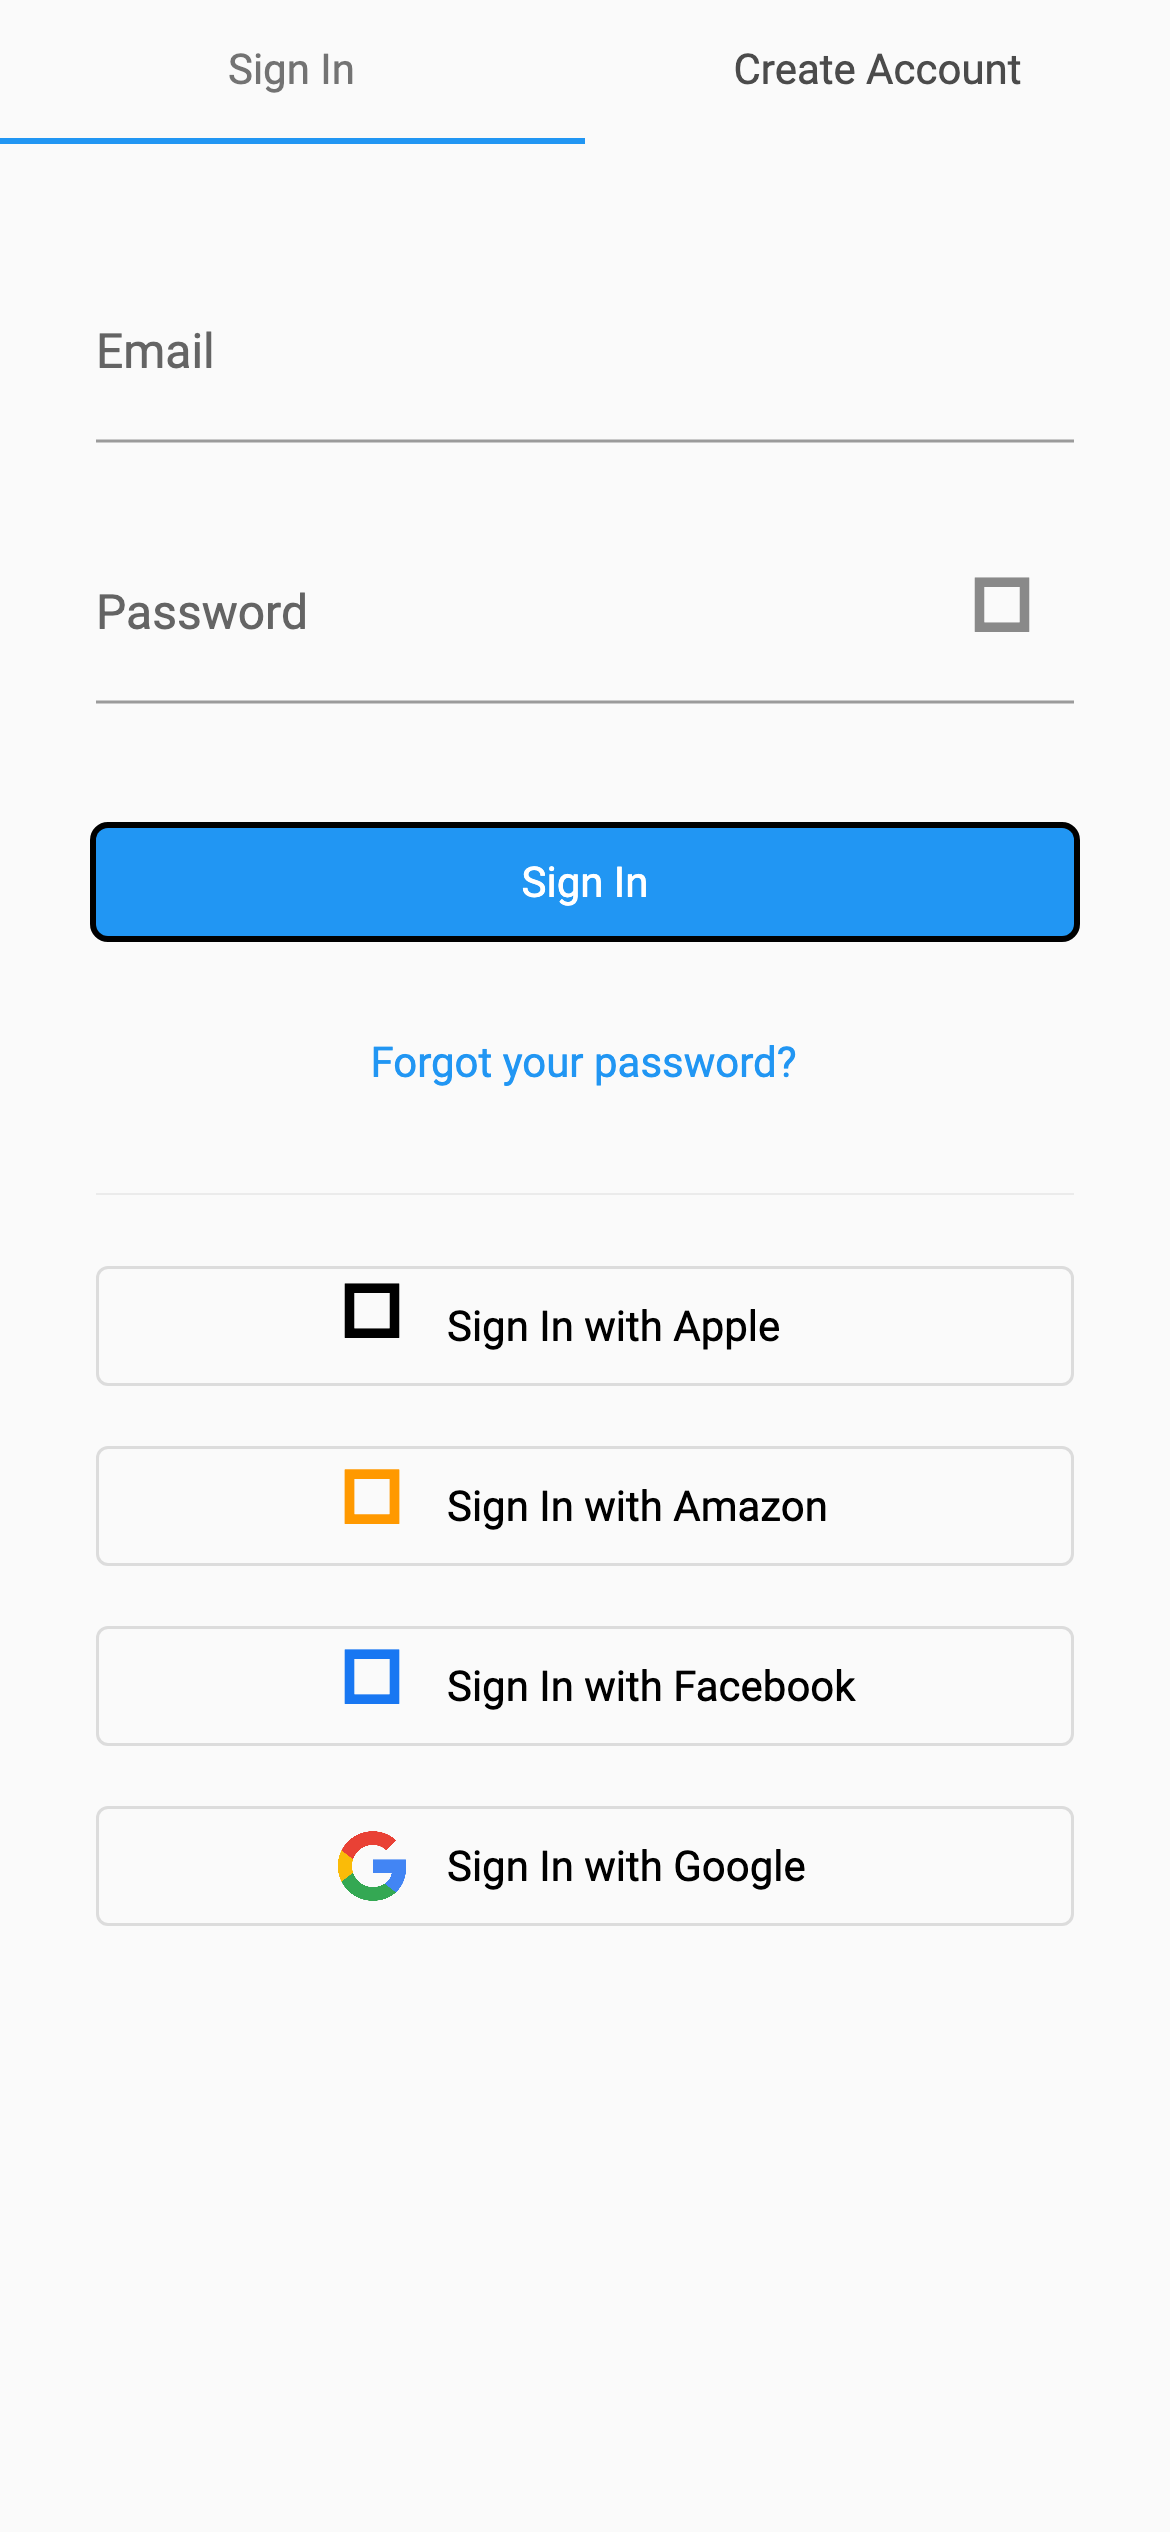 Sign In
Create Account
Email
Password
Sign In
Forgot your password?
Sign In with Apple
Sign In with Amazon
Sign In with Facebook
Sign In with Google